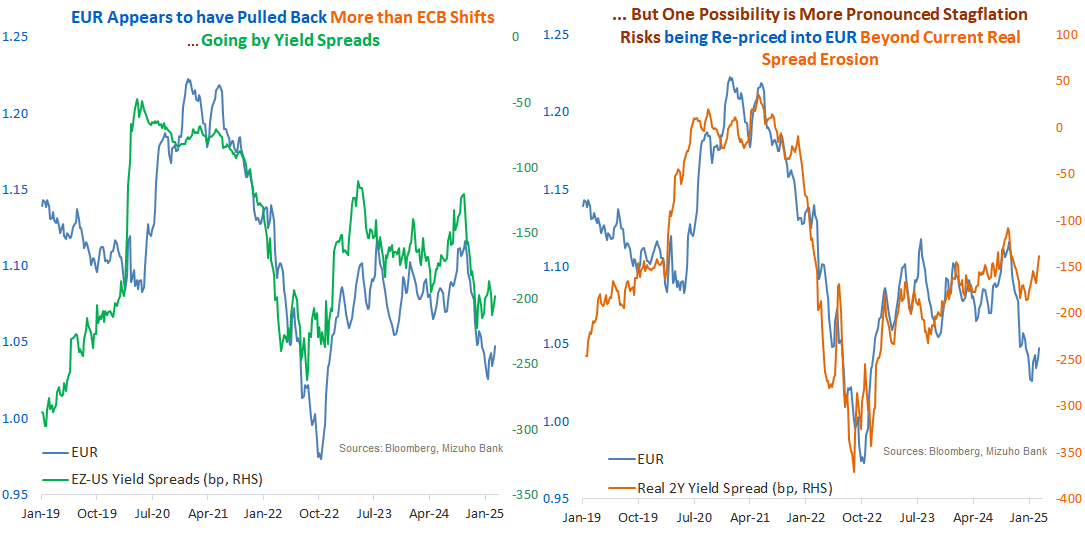 EUR Appears to have Pulled Back More than ECB Shifts
...Going by Yield Spreads
1.25
1.20
1.15
1.10
1.05
1.00
0.95
0
-50
-100
-150
-200
-250
-300
-350
Sources: Bloomberg, Mizuho Bank
EUR
EZ-US Yield Spreads (bp, RHS)
Jan-19
Oct-19
Jul-20
Apr-21
Jan-22
Oct-22
Jul-23
Apr-24
Jan-25
... But One Possibility is More Pronounced Stagflation
Risks being Re-priced into EUR Beyond Current Real
Spread Erosion
1.25
1.20
1.15
1.10
1.05
1.00
0.95
100
50
0
-50
-100
-150
-200
-250
-300
-350
-400
Sources: Bloomberg, Mizuho Bank
EUR
Real 2Y Yield Spread (bp, RHS)
Jan-19
Oct-19
Jul-20
Apr-21
Jan-22
Oct-22
Jul-23
Apr-24
Jan-25